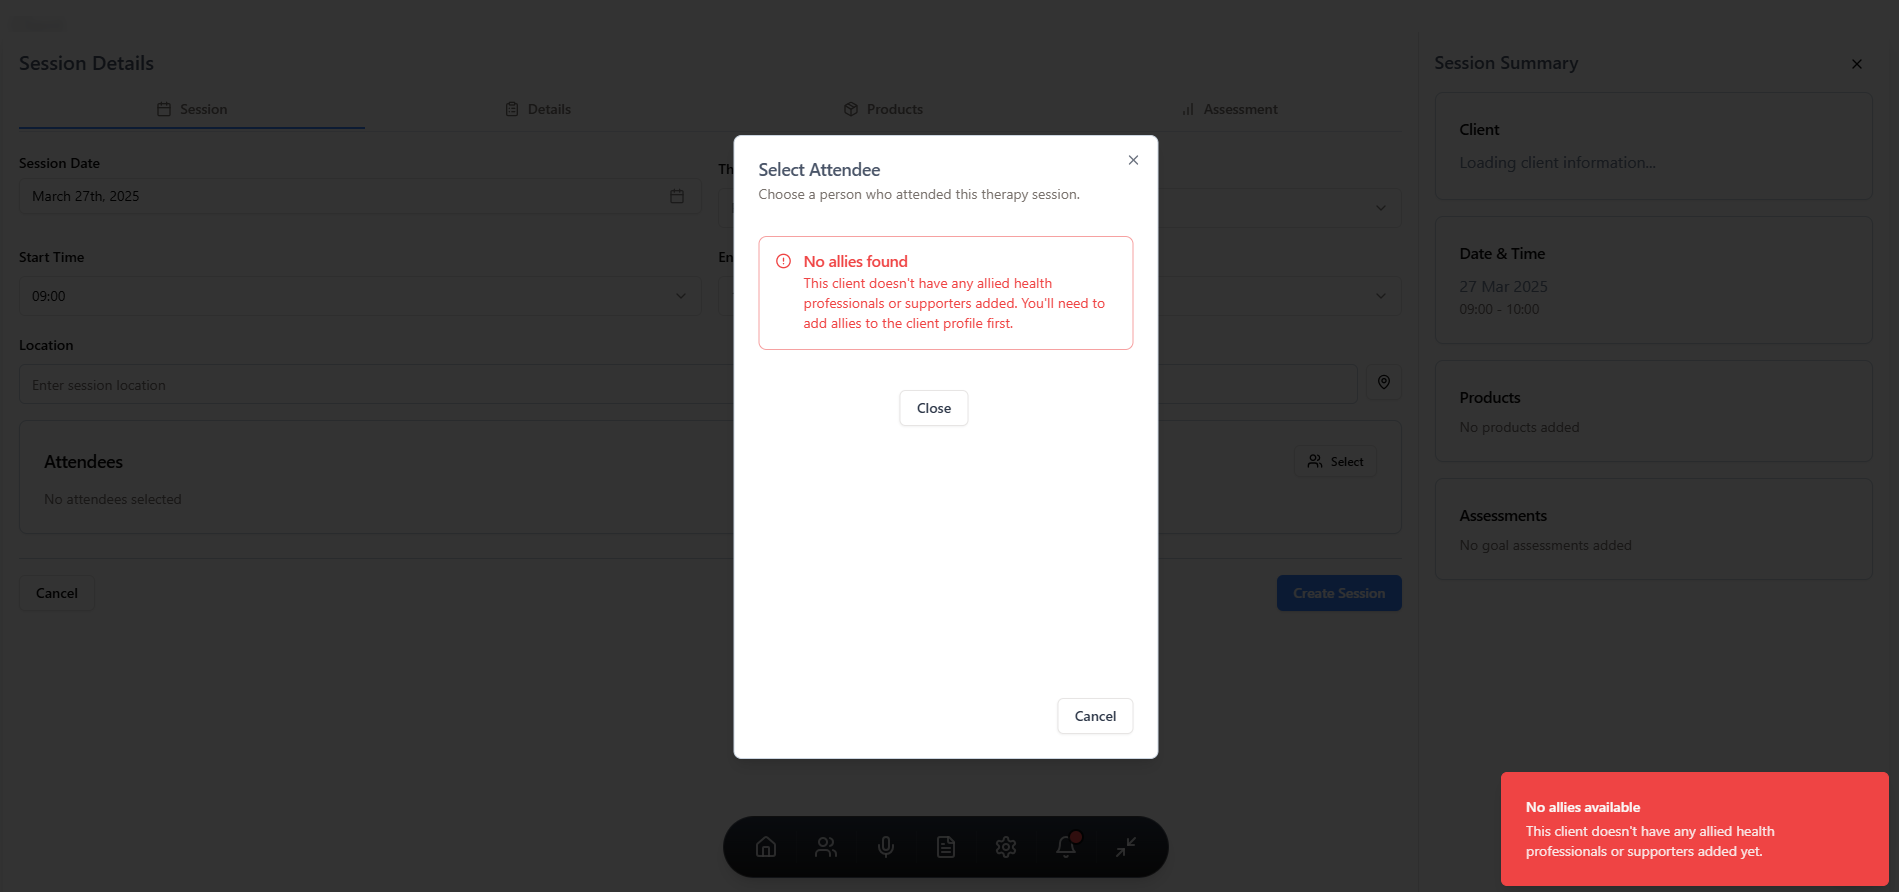 Session Details
Session
Details
Products
Assessment
Session Date
March 27th, 2025
Start Time
09:00
Location
Enter session location
Attendees
No attendees selected
Select
Cancel
Create Session
Select Attendee
Choose a person who attended this therapy session.
No allies found
This client doesn't have any allied health
professionals or supporters added. You'll need to
add allies to the client profile first.
Close
Cancel
Session Summary
Client
Loading client information...
Date & Time
27 Mar 2025
09:00 - 10:00
Products
No products added
Assessments
No goal assessments added
No allies available
This client doesn't have any allied health
professionals or supporters added yet.